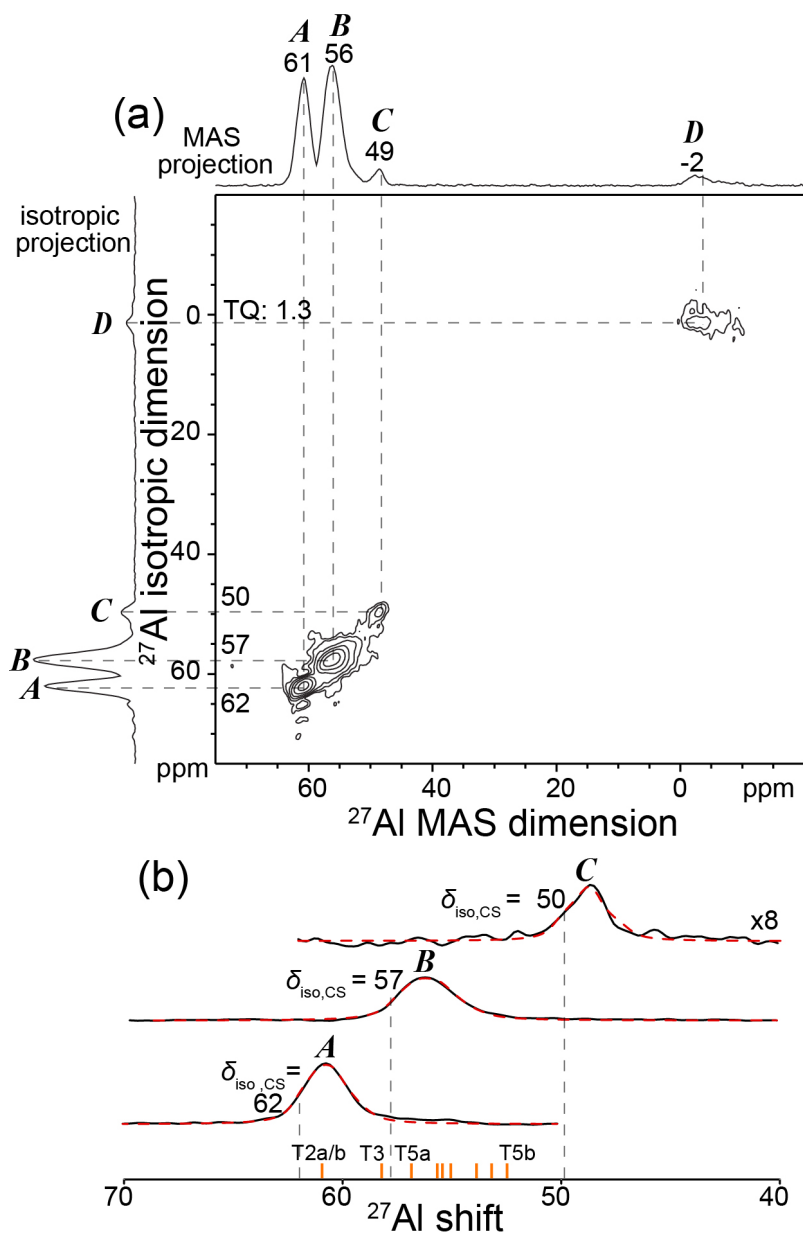 A
B
61
56
(a)
C
MAS
projection
49
D
-2
isotropic
projection
27Al isotropic dimension
D
TQ: 1.3
0
20
40
C
50
B
57
60
A
62
ppm
60
40
20
0
ppm
27Al MAS dimension
(b)
C
δiso,CS = 50
x8
B
δiso,CS = 57
A
δiso,CS =
62
T2a/b T3 T5a T5b
70 60 50 40
27Al shift